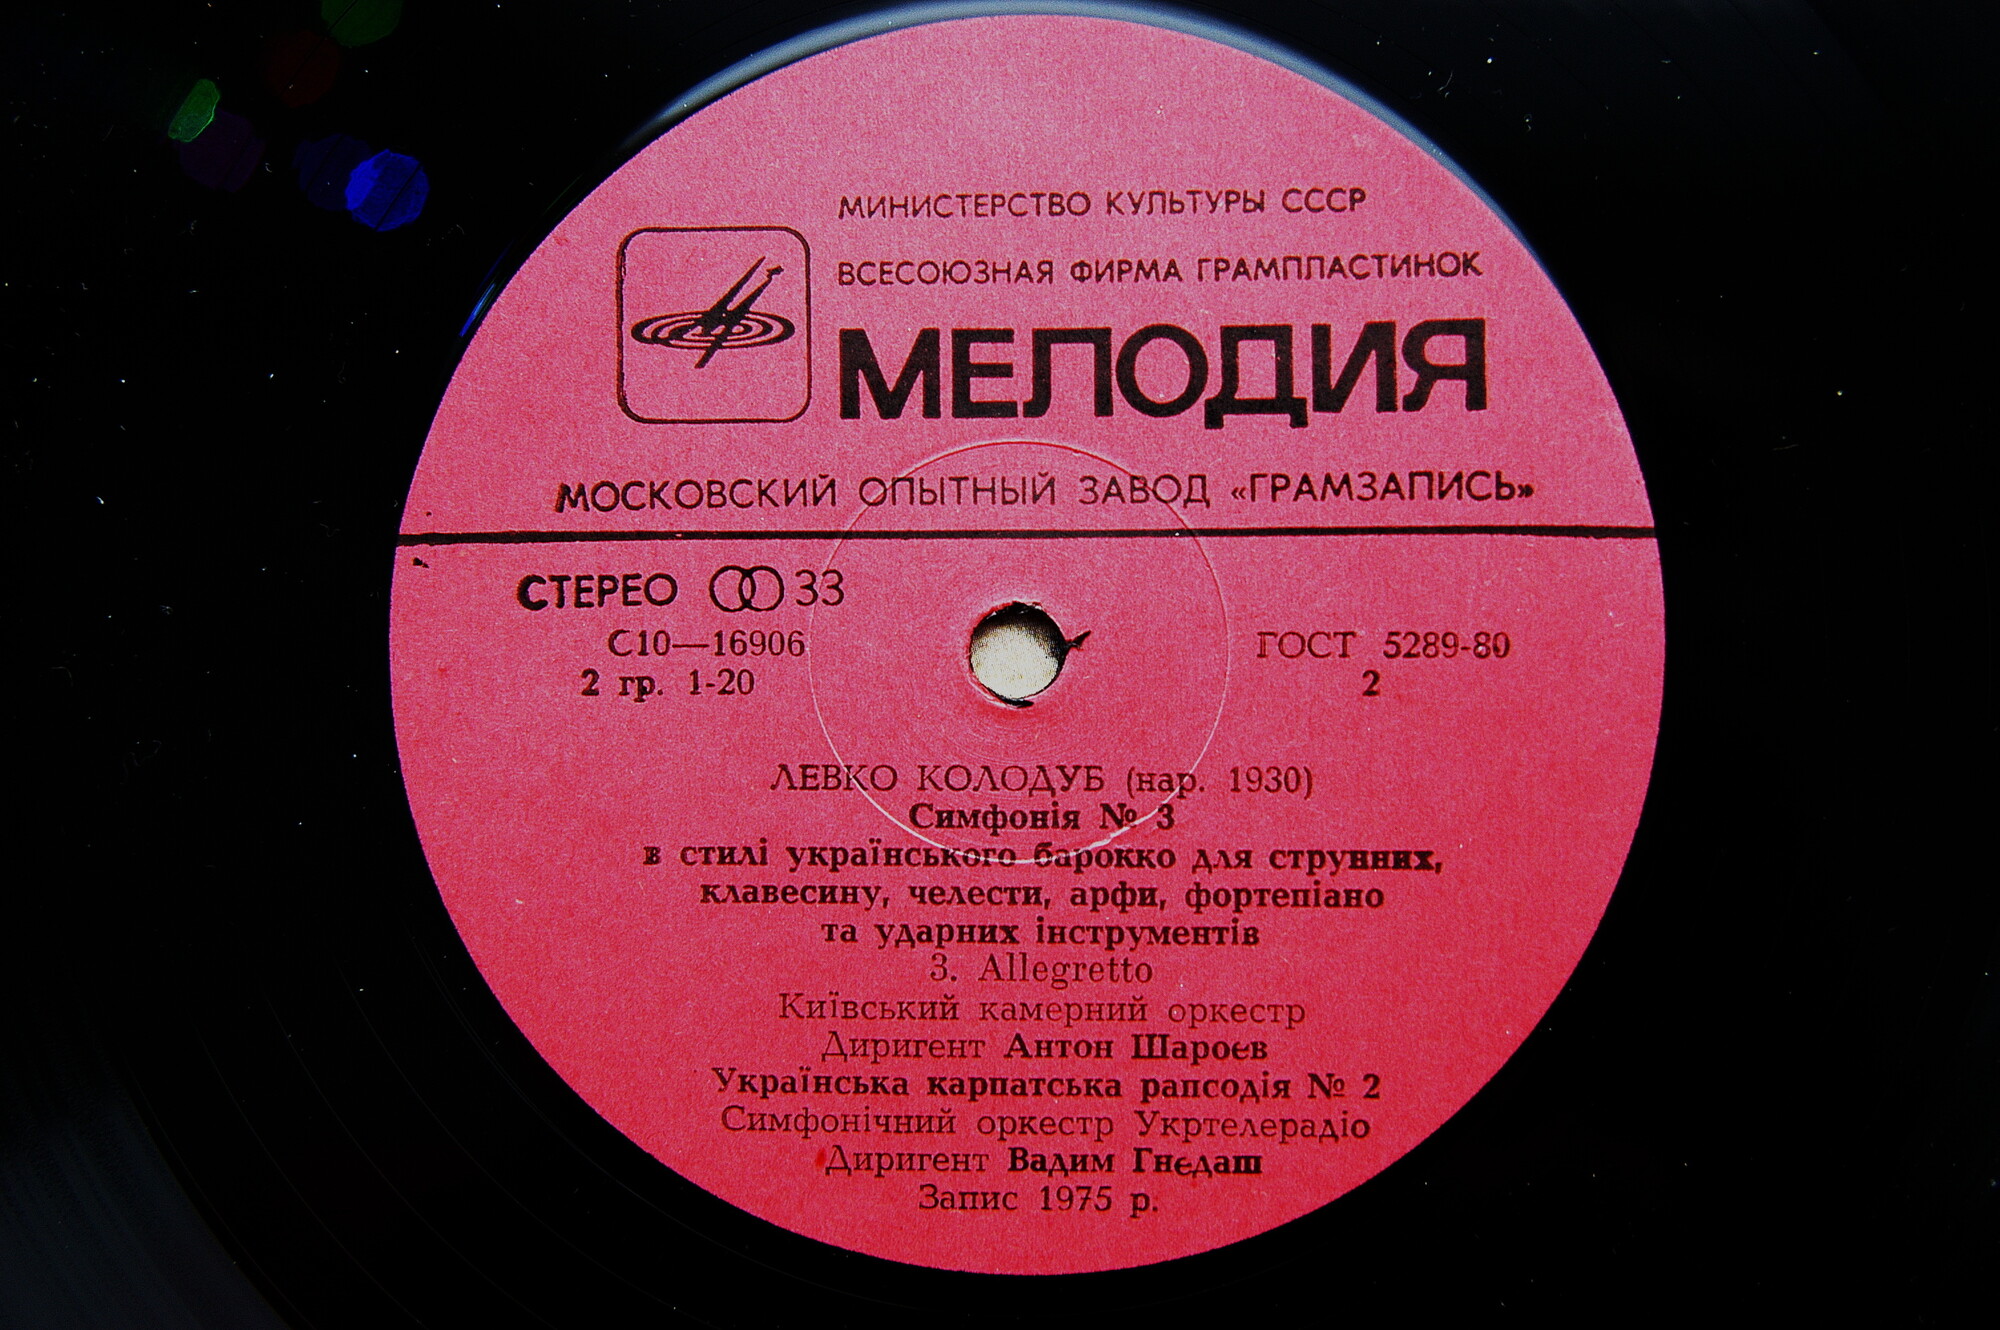 МИНИСТЕРСТВО КУЛЬТУРЫ СССР
ВСЕСОЮЗНАЯ ФИРМА ГРАМПЛАСТИНОК
МЕЛОДИЯ
МОСКОВСКИЙ ОПЫТНЫЙ ЗАВОД «ГРАМЗАПИСЬ»
СТЕРЕО 33
С10—16906 ГОСТ 5289-80
2 гр. 1-20 2
ЛЕВКО КОЛОДУБ (нар. 1930)
Симфонія № 3
в стилі українського барокко для струнних,
клавесину, челести, арфи, фортепіано
та ударних інструментів
3. Allegretto
Київський камерний оркестр
Диригент Антон Шароєв
Українська карпатська рапсодія № 2
Симфонічний оркестр Укртелерадіо
Диригент Вадим Гнєдаш
Запис 1975 р.